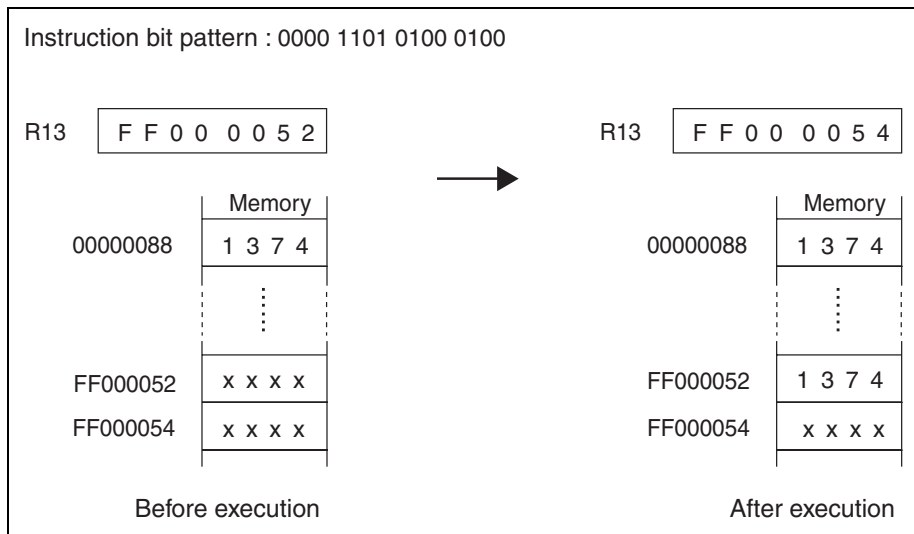 Instruction bit pattern : 0000 1101 0100 0100
R13 F F 0 0 0 0 5 2
R13 F F 0 0 0 0 5 4
Memory
Memory
00000088 1 3 7 4
00000088 1 3 7 4
FF000052 x x x x
FF000052 1 3 7 4
FF000054 x x x x
FF000054 x x x x
Before execution
After execution